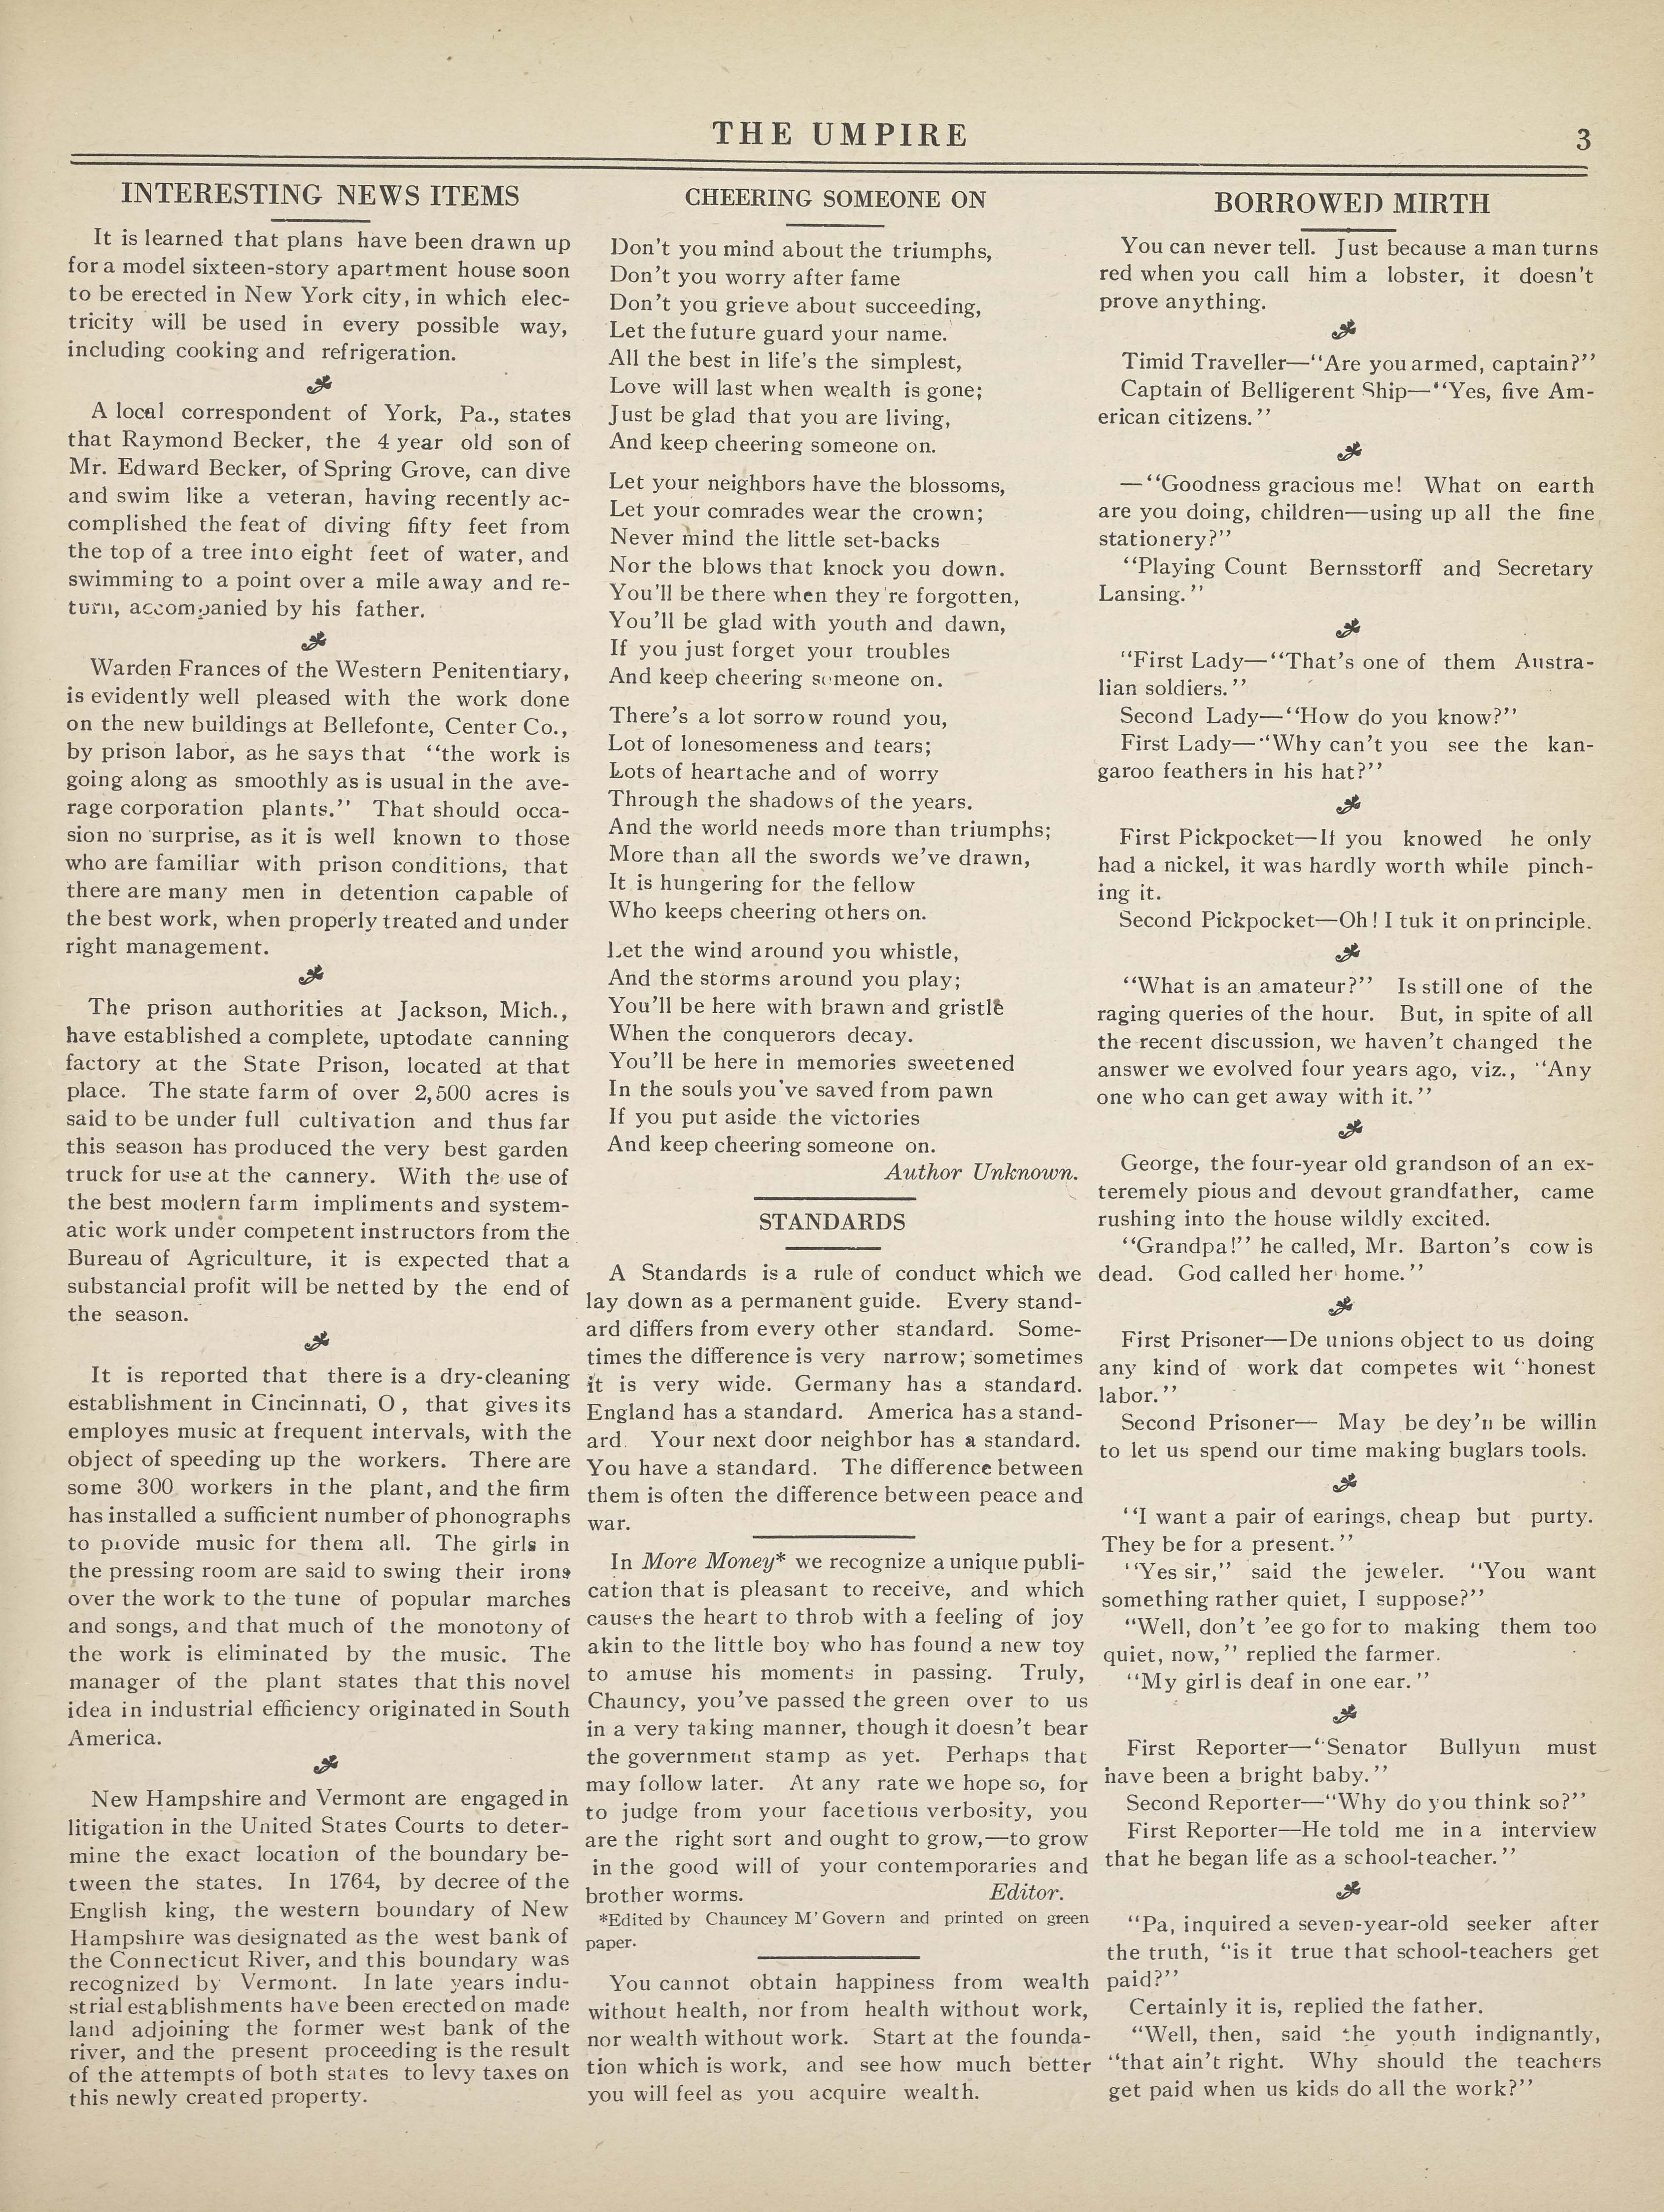 THE UMPIRE
3
INTERESTING NEWS ITEMS
It is learned that plans have been drawn up
for a model sixteen-story apartment house soon
to be erected in New York city, in which elec-
tricity will be used in every possible way,
including cooking and refrigeration.
A local correspondent of York, Pa., states
that Raymond Becker, the 4 year old son of
Mr. Edward Becker, of Spring Grove, can dive
and swim like a veteran, having recently ac-
complished the feat of diving fifty feet from
the top of a tree into eight feet of water, and
swimming to a point over a mile away and re-
turn, accompanied by his father.
Warden Frances of the Western Penitentiary,
is evidently well pleased with the work done
on the new buildings at Bellefonte, Center Co.,
by prison labor, as he says that ‘‘the work is
going along as smoothly as is usual in the ave-
rage corporation plants.’’ That should occa-
sion no surprise, as it is well known to those
who are familiar with prison conditions, that
there are many men in detention capable of
the best work, when properly treated and under
right management.
The prison authorities at Jackson, Mich.,
have established a complete, uptodate canning
factory at the State Prison, located at that
place. The state farm of over 2,500 acres is
said to be under full cultivation and thus far
this season has produced the very best garden
truck for use at the cannery. With the use of
the best modern farm impliments and system-
atic work under competent instructors from the
Bureau of Agriculture, it is expected that a
substancial profit will be netted by the end of
the season.
It is reported that there is a dry-cleaning
establishment in Cincinnati, O , that gives its
employes music at frequent intervals, with the
object of speeding up the workers. There are
some 300 workers in the plant, and the firm
has installed a sufficient number of phonographs
to provide music for them all. The girls in
the pressing room are said to swing their irons
over the work to the tune of popular marches
and songs, and that much of the monotony of
the work is eliminated by the music. The
manager of the plant states that this novel
idea in industrial efficiency originated in South
America.
New Hampshire and Vermont are engaged in
litigation in the United States Courts to deter-
mine the exact location of the boundary be-
tween the states. In 1764, by decree of the
English king, the western boundary of New
Hampshire was designated as the west bank of
the Connecticut River, and this boundary was
recognized by Vermont. In late years indu-
strial establishments have been erected on made
land adjoining the former west bank of the
river, and the present proceeding is the result
of the attempts of both states to levy taxes on
this newly created property.
CHEERING SOMEONE ON
Don’t you mind about the triumphs,
Don’t you worry after fame
Don’t you grieve about succeeding,
Let the future guard your name.
All the best in life’s the simplest,
Love will last when wealth is gone;
Just be glad that you are living,
And keep cheering someone on.
Let your neighbors have the blossoms,
Let your comrades wear the crown;
Never mind the little set-backs
Nor the blows that knock you down.
You’ll be there when they’re forgotten,
You’ll be glad with youth and dawn,
If you just forget your troubles
And keep cheering someone on.
There’s a lot sorrow round you,
Lot of lonesomeness and tears;
Lots of heartache and of worry
Through the shadows of the years.
And the world needs more than triumphs;
More than all the swords we’ve drawn,
It is hungering for the fellow
Who keeps cheering others on.
Let the wind around you whistle,
And the storms around you play;
You’ll be here with brawn and gristle
When the conquerors decay.
You’ll be here in memories sweetened
In the souls you’ve saved from pawn
If you put aside the victories
And keep cheering someone on.
Author Unknown.
STANDARDS
A Standards is a rule of conduct which we
lay down as a permanent guide. Every stand-
ard differs from every other standard. Some-
times the difference is very narrow; sometimes
it is very wide. Germany has a standard.
England has a standard. America has a stand-
ard. Your next door neighbor has a standard.
You have a standard. The difference between
them is often the difference between peace and
war.
In More Money* we recognize a unique publi-
cation that is pleasant to receive, and which
causes the heart to throb with a feeling of joy
akin to the little boy who has found a new toy
to amuse his moments in passing. Truly,
Chauncy, you’ve passed the green over to us
in a very taking manner, though it doesn’t bear
the government stamp as yet. Perhaps that
may follow later. At any rate we hope so, for
to judge from your facetious verbosity, you
are the right sort and ought to grow,—to grow
in the good will of your contemporaries and
brother worms. Editor.
*Edited by Chauncey M’Govern and printed on green
paper.
You cannot obtain happiness from wealth
without health, nor from health without work,
nor wealth without work. Start at the founda-
tion which is work, and see how much better
you will feel as you acquire wealth.
BORROWED MIRTH
You can never tell. Just because a man turns
red when you call him a lobster, it doesn’t
prove anything.
Timid Traveller—‘‘Are you armed, captain?’’
Captain of Belligerent Ship—‘‘Yes, five Am-
erican citizens.’’
—‘‘Goodness gracious me! What on earth
are you doing, children—using up all the fine
stationery?’’
‘‘Playing Count Bernsstorff and Secretary
Lansing.’’
‘‘First Lady—‘‘That’s one of them Austra-
lian soldiers.’’
Second Lady—‘‘How do you know?’’
First Lady—‘‘Why can’t you see the kan-
garoo feathers in his hat?’’
First Pickpocket—If you knowed he only
had a nickel, it was hardly worth while pinch-
ing it.
Second Pickpocket—Oh! I tuk it on principle.
‘‘What is an amateur?’’ Is still one of the
raging queries of the hour. But, in spite of all
the recent discussion, we haven’t changed the
answer we evolved four years ago, viz., ‘‘Any
one who can get away with it.’’
George, the four-year old grandson of an ex-
teremely pious and devout grandfather, came
rushing into the house wildly excited.
‘‘Grandpa!’’ he called, Mr. Barton’s cow is
dead. God called her home.’’
First Prisoner—De unions object to us doing
any kind of work dat competes wit ‘‘honest
labor.’’
Second Prisoner— May be dey’n be willin
to let us spend our time making buglars tools.
‘‘I want a pair of earings, cheap but purty.
They be for a present.’’
‘‘Yes sir,’’ said the jeweler. ‘‘You want
something rather quiet, I suppose?’’
‘‘Well, don’t ’ee go for to making them too
quiet, now,’’ replied the farmer.
‘‘My girl is deaf in one ear.’’
First Reporter—‘‘Senator Bullyun must
have been a bright baby.’’
Second Reporter—‘‘Why do you think so?’’
First Reporter—He told me in a interview
that he began life as a school-teacher.’’
‘‘Pa, inquired a seven-year-old seeker after
the truth, ‘‘is it true that school-teachers get
paid?’’
Certainly it is, replied the father.
‘‘Well, then, said the youth indignantly,
‘‘that ain’t right. Why should the teachers
get paid when us kids do all the work?’’